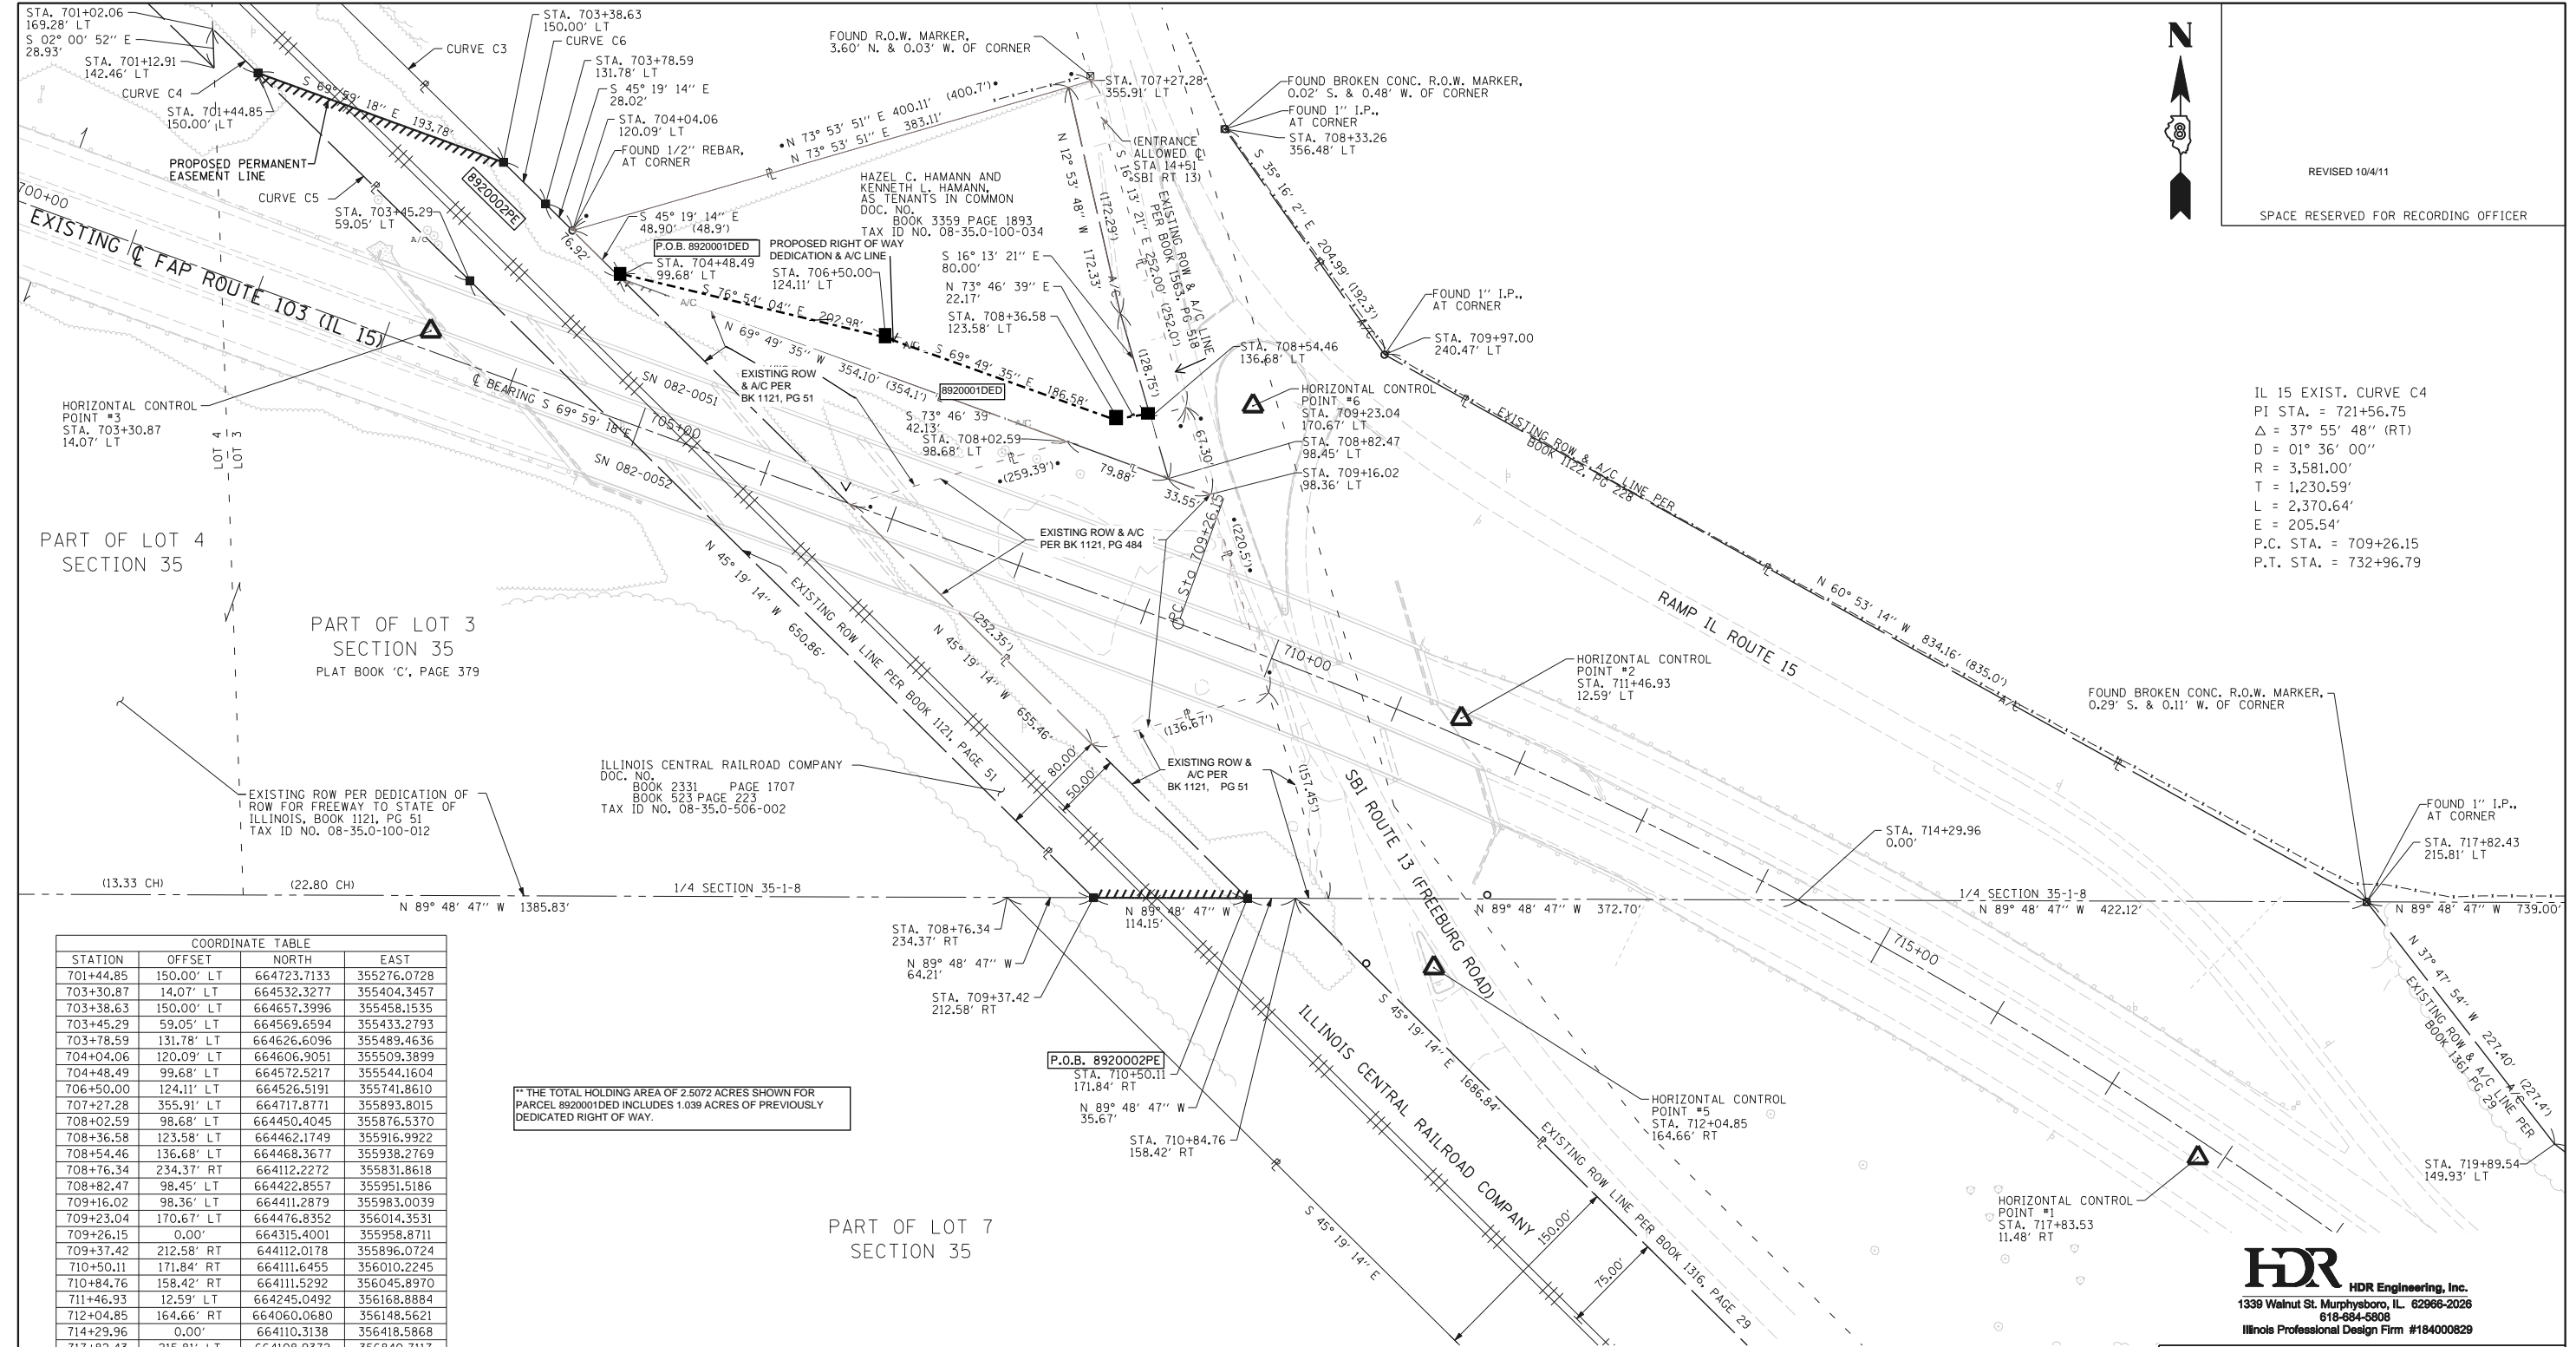 STA. 701+02.06
169.28' LT
S 02° 00' 52'' E
28.93'
STA. 701+12.91
142.46' LT
CURVE C4
STA. 701+44.85
150.00' LT
S 69° 59' 18'' E 193.78'
PROPOSED PERMANENT
EASEMENT LINE
CURVE C5
CURVE C3
STA. 703+38.63
150.00' LT
CURVE C6
STA. 703+78.59
131.78' LT
S 45° 19' 14'' E
28.02'
STA. 704+04.06
120.09' LT
FOUND 1/2'' REBAR,
AT CORNER
8920002PE
76.92'
STA. 703+45.29
59.05' LT
A/C
700+00
EXISTING ℄ FAP ROUTE 103 (IL 15)
S 45° 19' 14'' E
48.90' (48.9')
P.O.B. 8920001DED
STA. 704+48.49
99.68' LT
FOUND R.O.W. MARKER,
3.60' N. & 0.03' W. OF CORNER
STA. 707+27.28
355.91' LT
N 73° 53' 51'' E 400.11' (400.7')
N 73° 53' 51'' E 383.11'
HAZEL C. HAMANN AND
KENNETH L. HAMANN,
AS TENANTS IN COMMON
DOC. NO.
BOOK 3359 PAGE 1893
TAX ID NO. 08-35.0-100-034
PROPOSED RIGHT OF WAY
DEDICATION & A/C LINE
STA. 706+50.00
124.11' LT
S 16° 13' 21'' E
80.00'
N 73° 46' 39'' E
22.17'
STA. 708+36.58
123.58' LT
(ENTRANCE
ALLOWED ℄
STA 14+51
SBI RT 13)
N 12° 53' 48'' W 172.33'
(172.29')
A/C
S 16° 13' 21'' E 252.00' (252.0')
EXISTING ROW & A/C LINE
PER BOOK 1563, PG 518
(128.75')
FOUND BROKEN CONC. R.O.W. MARKER,
0.02' S. & 0.48' W. OF CORNER
FOUND 1'' I.P.,
AT CORNER
STA. 708+33.26
356.48' LT
S 35° 16' 2'' E 204.99' (192.3')
A/C
FOUND 1'' I.P.,
AT CORNER
STA. 709+97.00
240.47' LT
N
8
REVISED 10/4/11
SPACE RESERVED FOR RECORDING OFFICER
A/C
S 76° 54' 04'' E 202.98'
A/C
S 69° 49' 35'' E 186.58'
N 69° 49' 35'' W 354.10' (354.1')
A/C
8920001DED
STA. 708+54.46
136.68' LT
EXISTING ROW
& A/C PER
BK 1121, PG 51
S 73° 46' 39
42.13'
STA. 708+02.59
98.68' LT
(259.39')
79.88'
33.55'
67.30'
HORIZONTAL CONTROL
POINT #6
STA. 709+23.04
170.67' LT
STA. 708+82.47
98.45' LT
STA. 709+16.02
98.36' LT
HORIZONTAL CONTROL
POINT #3
STA. 703+30.87
14.07' LT
LOT 4
LOT 3
℄ BEARING S 69° 59' 18''E
SN 082-0051
705+00
SN 082-0052
EXISTING ROW & A/C LINE PER
BOOK 1122, PG 228
IL 15 EXIST. CURVE C4
PI STA. = 721+56.75
Δ = 37° 55' 48'' (RT)
D = 01° 36' 00''
R = 3,581.00'
T = 1,230.59'
L = 2,370.64'
E = 205.54'
P.C. STA. = 709+26.15
P.T. STA. = 732+96.79
PART OF LOT 4
SECTION 35
PART OF LOT 3
SECTION 35
PLAT BOOK 'C', PAGE 379
EXISTING ROW & A/C
PER BK 1121, PG 484
PC Sta 709+26.15
(220.5')
N 45° 19' 14'' W 650.86'
EXISTING ROW LINE PER BOOK 1121, PAGE 51
(252.35')
N 45° 19' 14'' W 655.46'
710+00
RAMP IL ROUTE 15
N 60° 53' 14'' W 834.16' (835.0')
A/C
HORIZONTAL CONTROL
POINT #2
STA. 711+46.93
12.59' LT
FOUND BROKEN CONC. R.O.W. MARKER,
0.29' S. & 0.11' W. OF CORNER
(136.67')
80.00'
50.00'
EXISTING ROW &
A/C PER
BK 1121, PG 51
(157.45')
SBI ROUTE 13 (FREEBURG ROAD)
ILLINOIS CENTRAL RAILROAD COMPANY
DOC. NO.
BOOK 2331 PAGE 1707
BOOK 523 PAGE 223
TAX ID NO. 08-35.0-506-002
EXISTING ROW PER DEDICATION OF
ROW FOR FREEWAY TO STATE OF
ILLINOIS, BOOK 1121, PG 51
TAX ID NO. 08-35.0-100-012
STA. 714+29.96
0.00'
FOUND 1'' I.P.,
AT CORNER
STA. 717+82.43
215.81' LT
(13.33 CH)
(22.80 CH)
1/4 SECTION 35-1-8
N 89° 48' 47'' W 1385.83'
N 89° 48' 47'' W
114.15'
N 89° 48' 47'' W 372.70'
1/4 SECTION 35-1-8
N 89° 48' 47'' W 422.12'
N 89° 48' 47'' W 739.00'
STA. 708+76.34
234.37' RT
N 89° 48' 47'' W
64.21'
STA. 709+37.42
212.58' RT
P.O.B. 8920002PE
STA. 710+50.11
171.84' RT
N 89° 48' 47'' W
35.67'
STA. 710+84.76
158.42' RT
715+00
N 37° 47' 54'' W 227.40' (227.4')
A/C
EXISTING ROW & A/C LINE PER
BOOK 1361 PG 29
STA. 719+89.54
149.93' LT
COORDINATE TABLE
STATION OFFSET NORTH EAST
701+44.85 150.00' LT 664723.7133 355276.0728
703+30.87 14.07' LT 664532.3277 355404.3457
703+38.63 150.00' LT 664657.3996 355458.1535
703+45.29 59.05' LT 664569.6594 355433.2793
703+78.59 131.78' LT 664626.6096 355489.4636
704+04.06 120.09' LT 664606.9051 355509.3899
704+48.49 99.68' LT 664572.5217 355544.1604
706+50.00 124.11' LT 664526.5191 355741.8610
707+27.28 355.91' LT 664717.8771 355893.8015
708+02.59 98.68' LT 664450.4045 355876.5370
708+36.58 123.58' LT 664462.1749 355916.9922
708+54.46 136.68' LT 664468.3677 355938.2769
708+76.34 234.37' RT 664112.2272 355831.8618
708+82.47 98.45' LT 664422.8557 355951.5186
709+16.02 98.36' LT 664411.2879 355983.0039
709+23.04 170.67' LT 664476.8352 356014.3531
709+26.15 0.00' 664315.4001 355958.8711
709+37.42 212.58' RT 644112.0178 355896.0724
710+50.11 171.84' RT 664111.6455 356010.2245
710+84.76 158.42' RT 664111.5292 356045.8970
711+46.93 12.59' LT 664245.0492 356168.8884
712+04.85 164.66' RT 664060.0680 356148.5621
714+29.96 0.00' 664110.3138 356418.5868
** THE TOTAL HOLDING AREA OF 2.5072 ACRES SHOWN FOR
PARCEL 8920001DED INCLUDES 1.039 ACRES OF PREVIOUSLY
DEDICATED RIGHT OF WAY.
PART OF LOT 7
SECTION 35
ILLINOIS CENTRAL RAILROAD COMPANY
S 45° 19' 14'' E
S 45° 19' 14'' E 1686.84'
EXISTING ROW LINE PER BOOK 1316, PAGE 29
150.00'
75.00'
HORIZONTAL CONTROL
POINT #5
STA. 712+04.85
164.66' RT
HORIZONTAL CONTROL
POINT #1
STA. 717+83.53
11.48' RT
HDR
HDR Engineering, Inc.
1339 Walnut St. Murphysboro, IL. 62966-2026
618-684-5808
Illinois Professional Design Firm #184000829